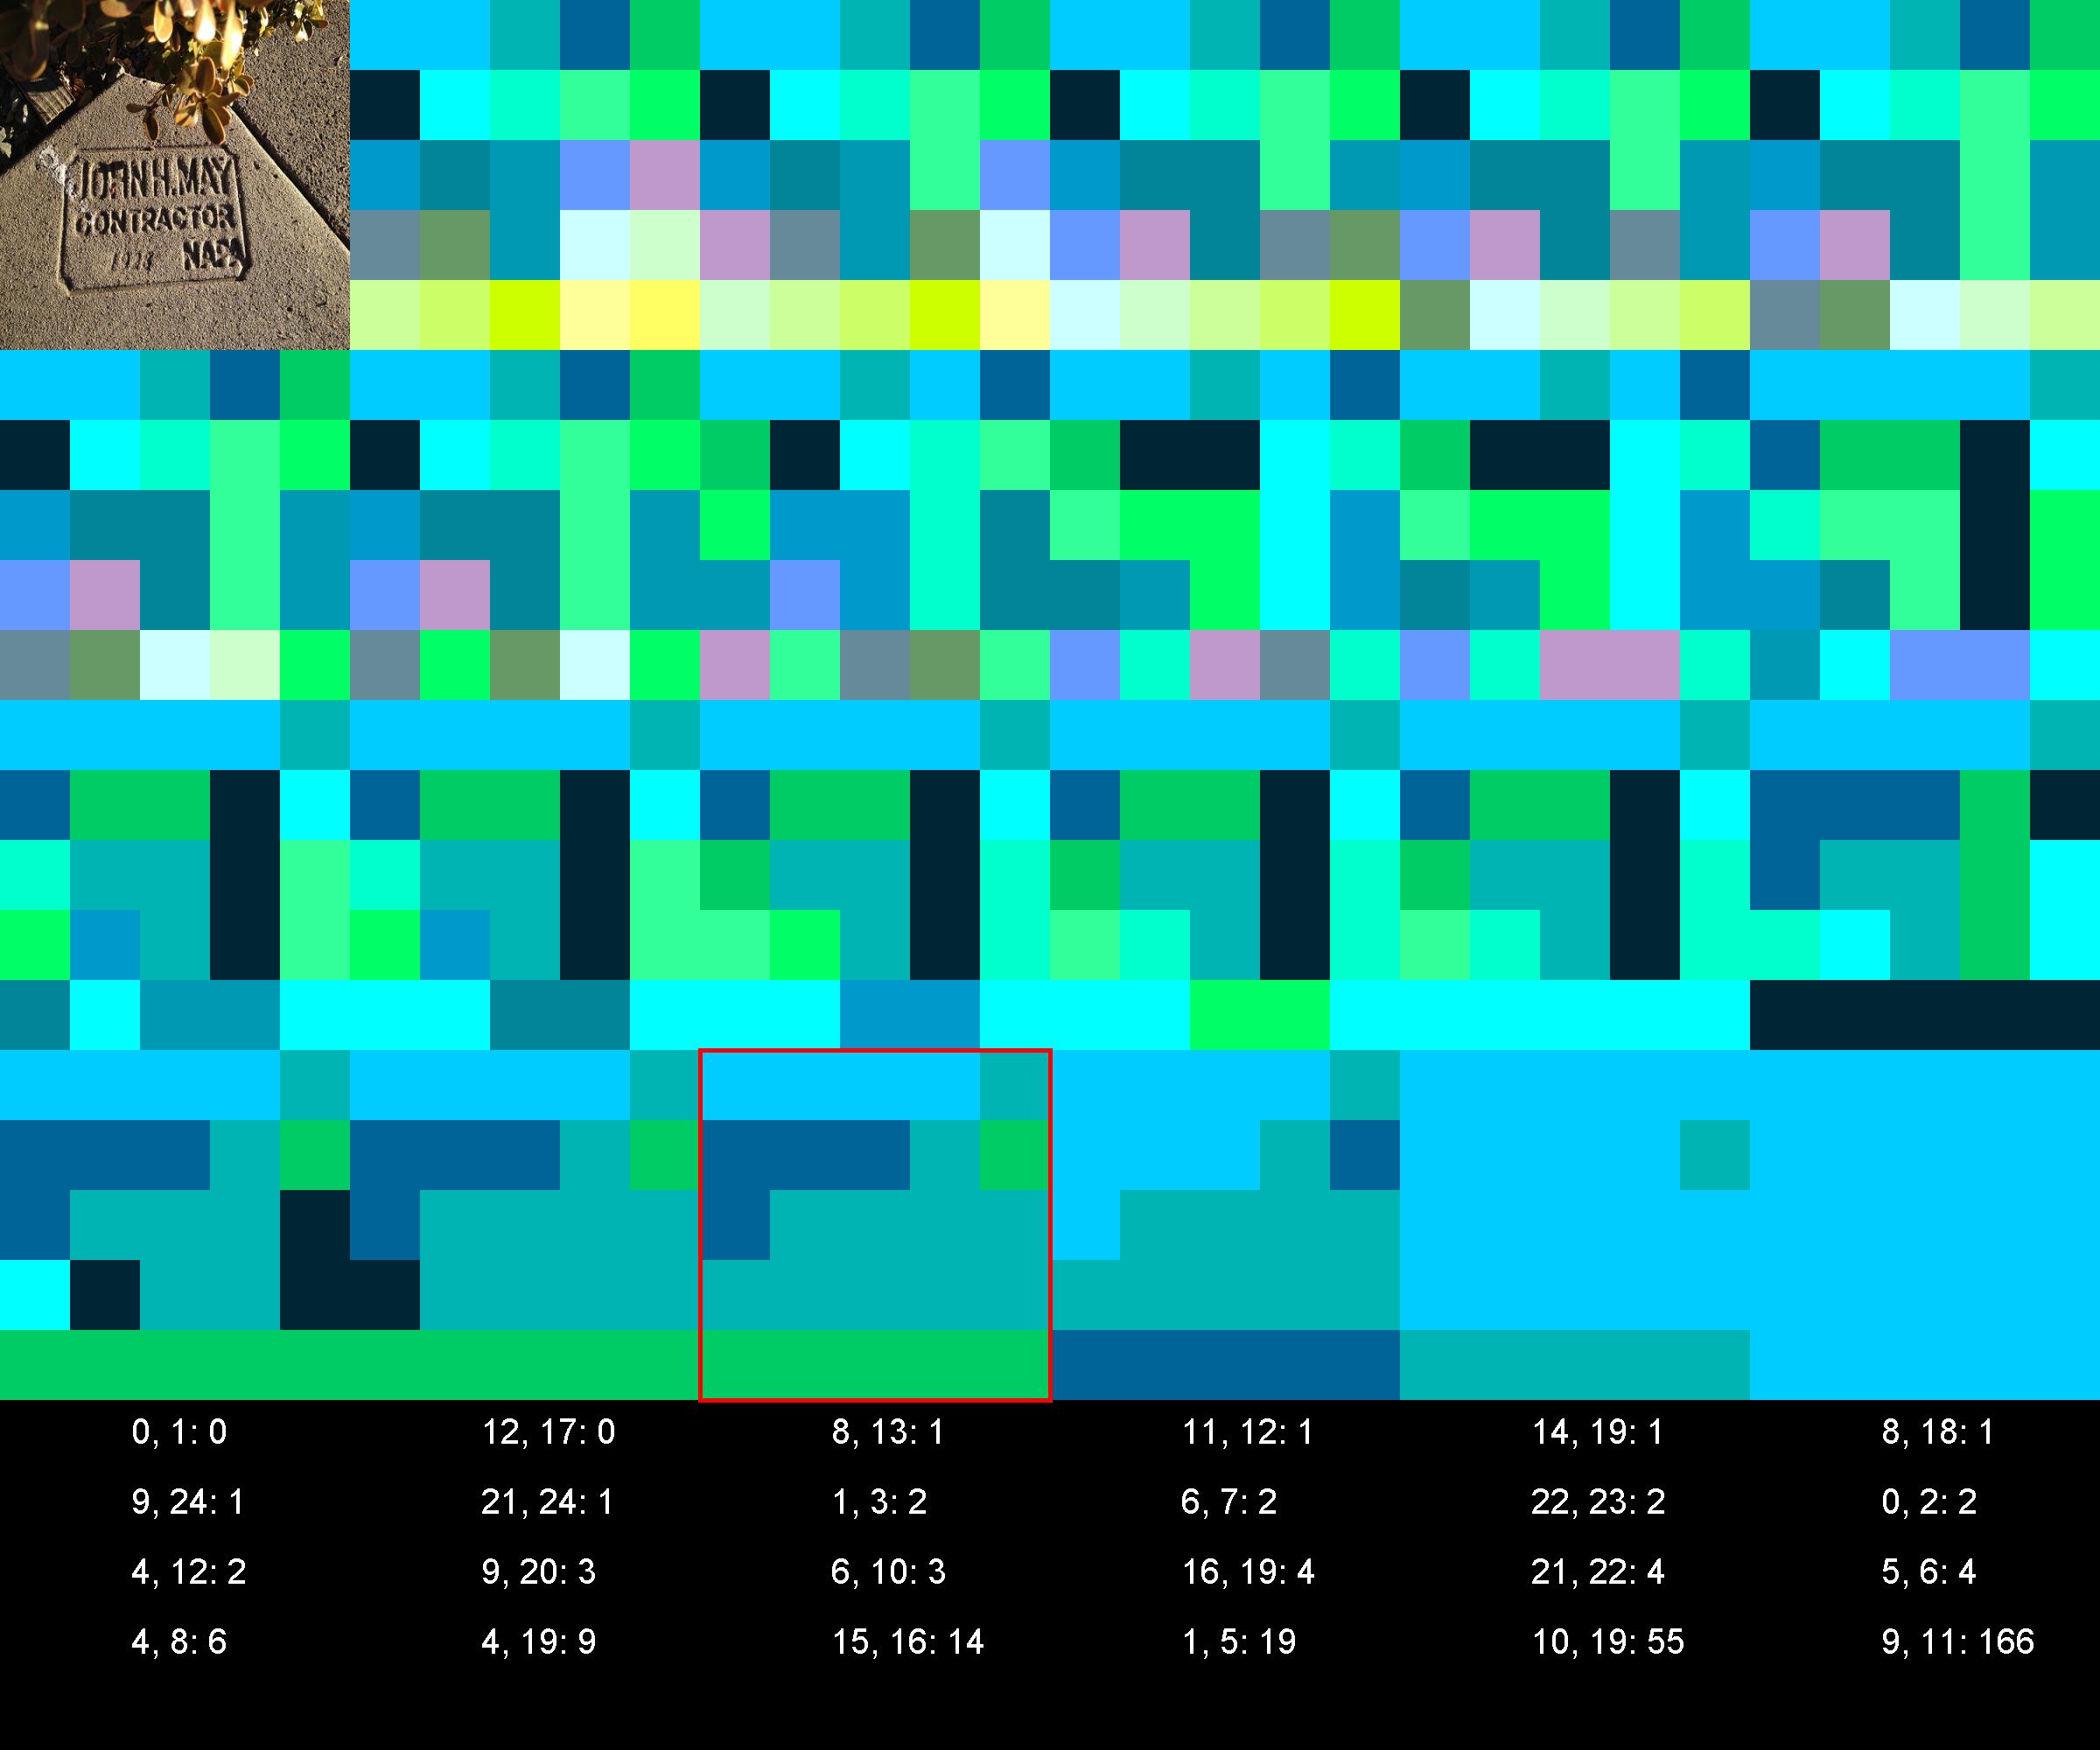 JOHN H. MAY
CONTRACTOR
1928 NAPA
0, 1: 0 12, 17: 0 8, 13: 1 11, 12: 1 14, 19: 1 8, 18: 1
9, 24: 1 21, 24: 1 1, 3: 2 6, 7: 2 22, 23: 2 0, 2: 2
4, 12: 2 9, 20: 3 6, 10: 3 16, 19: 4 21, 22: 4 5, 6: 4
4, 8: 6 4, 19: 9 15, 16: 14 1, 5: 19 10, 19: 55 9, 11: 166